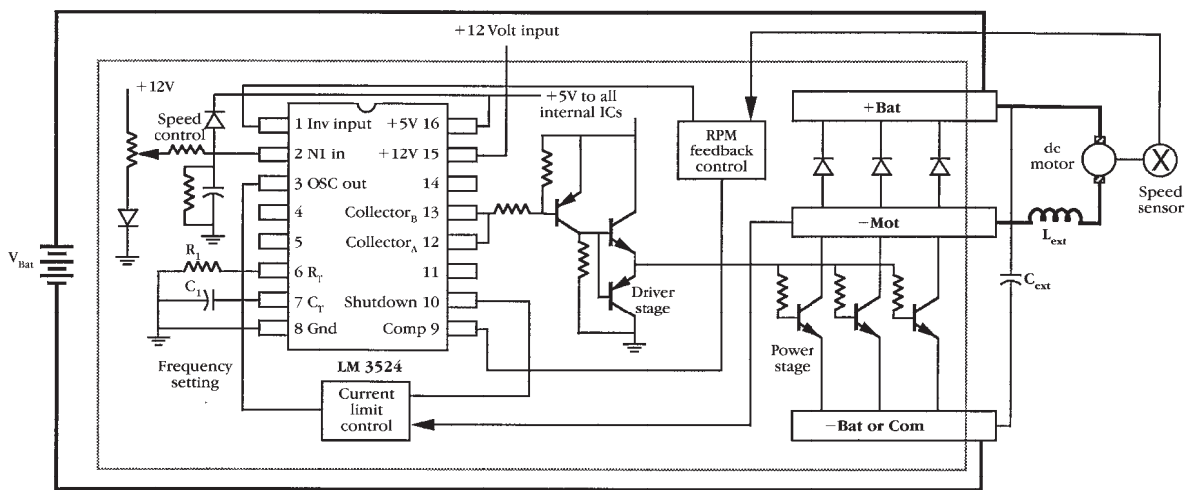 +12 Volt input
+12V
Speed
control
+5V to all
internal ICs
1 Inv input
+5V 16
2 N1 in
+12V 15
3 OSC out
14
4
Collector_B 13
5
Collector_A 12
6 R_T
11
7 C_T
Shutdown 10
8 Gnd
Comp 9
LM 3524
R_1
C_1
Frequency
setting
V_Bat
Current
limit
control
RPM
feedback
control
Driver
stage
Power
stage
+Bat
−Mot
−Bat or Com
dc
motor
Speed
sensor
X
L_ext
C_ext